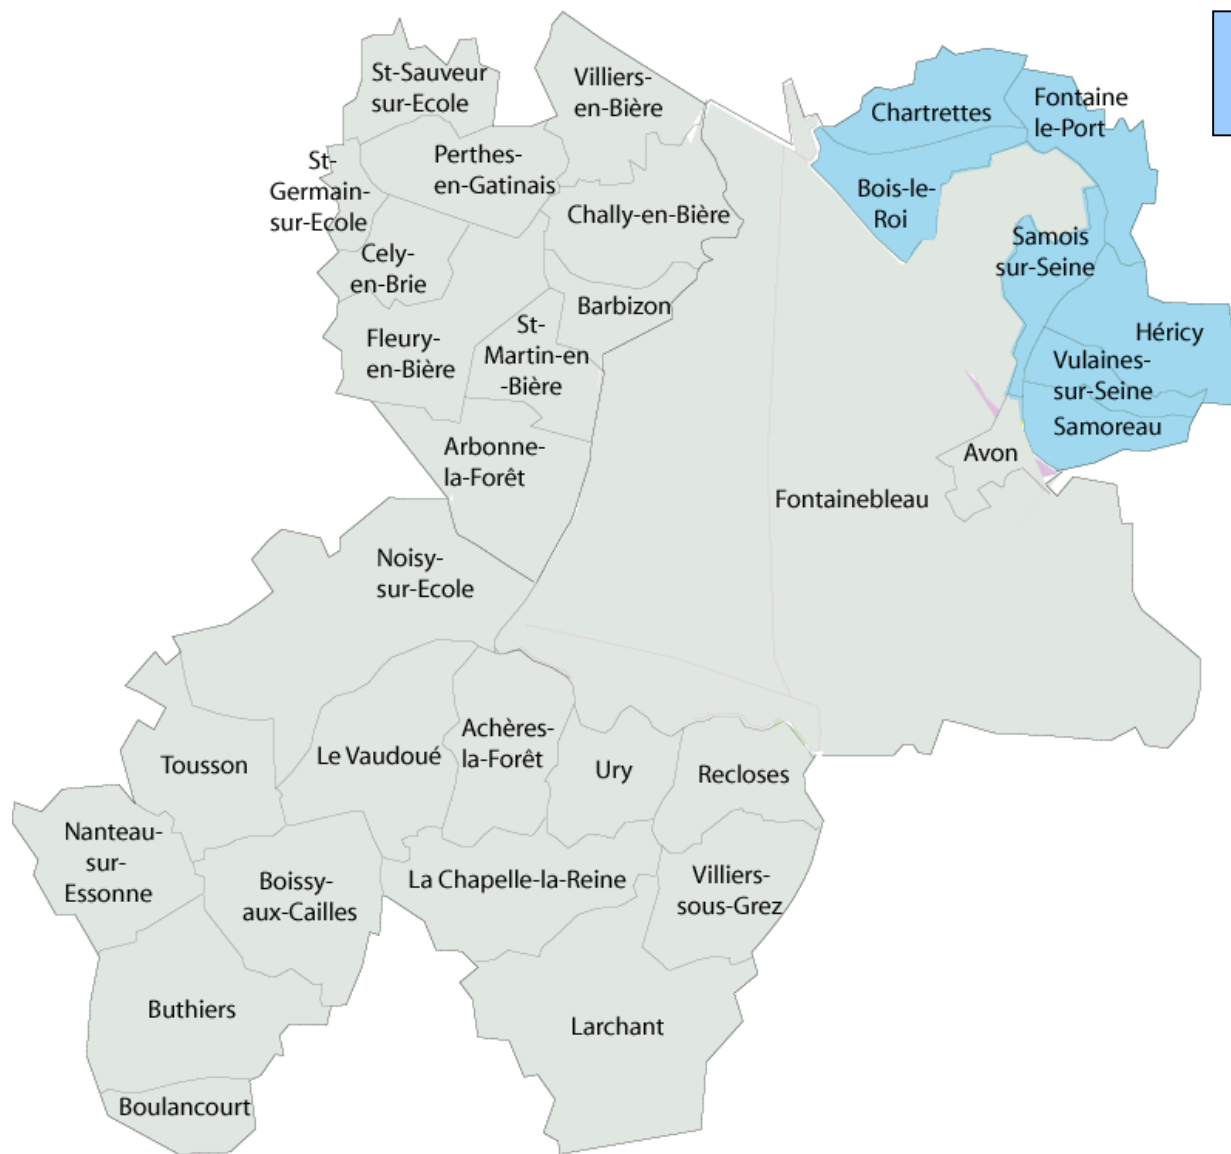 St-Sauveur
sur-Ecole
Villiers-
en-Bière
Chartrettes
Fontaine
le-Port
St-
Germain-
sur-Ecole
Perthes-
en-Gatinais
Chally-en-Bière
Bois-le-
Roi
Samois
sur-Seine
Cely-
en-Brie
Barbizon
Fleury-
en-Bière
St-
Martin-en
-Bière
Héricy
Vulaines-
sur-Seine
Samoreau
Arbonne-
la-Forêt
Avon
Fontainebleau
Noisy-
sur-Ecole
Tousson
Le Vaudoué
Achères-
la-Forêt
Ury
Recloses
Nanteau-
sur-
Essonne
Boissy-
aux-Cailles
La Chapelle-la-Reine
Villiers-
sous-Grez
Buthiers
Larchant
Boulancourt